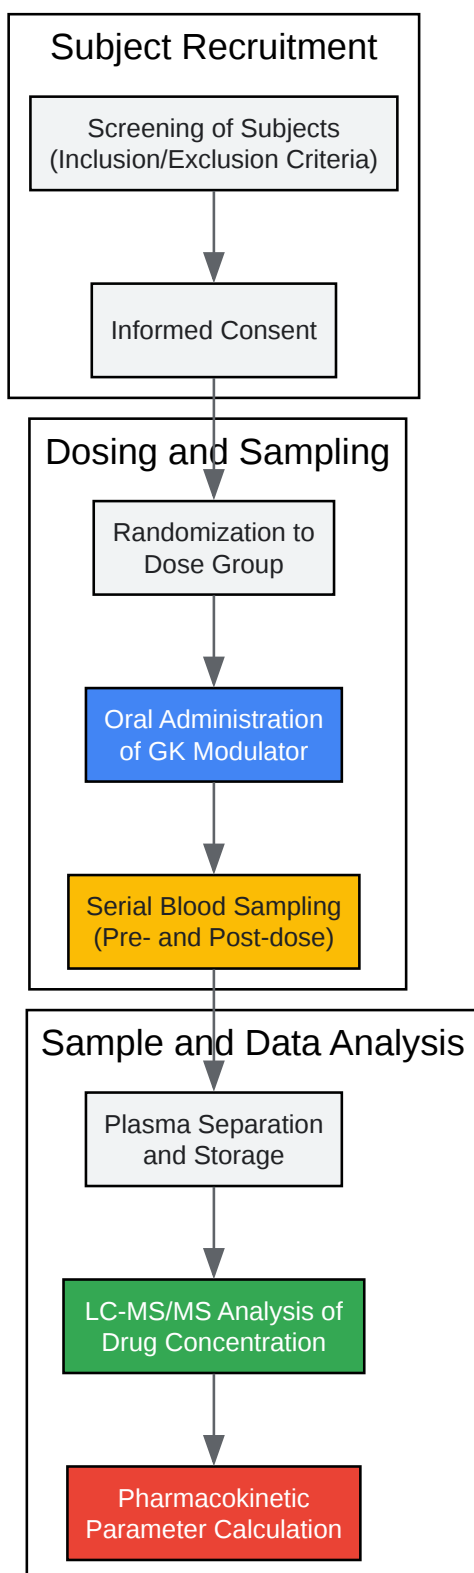 Subject Recruitment
Screening of Subjects
(Inclusion/Exclusion Criteria)
Informed Consent
Dosing and Sampling
Randomization to
Dose Group
Oral Administration
of GK Modulator
Serial Blood Sampling
(Pre- and Post-dose)
Sample and Data Analysis
Plasma Separation
and Storage
LC-MS/MS Analysis of
Drug Concentration
Pharmacokinetic
Parameter Calculation